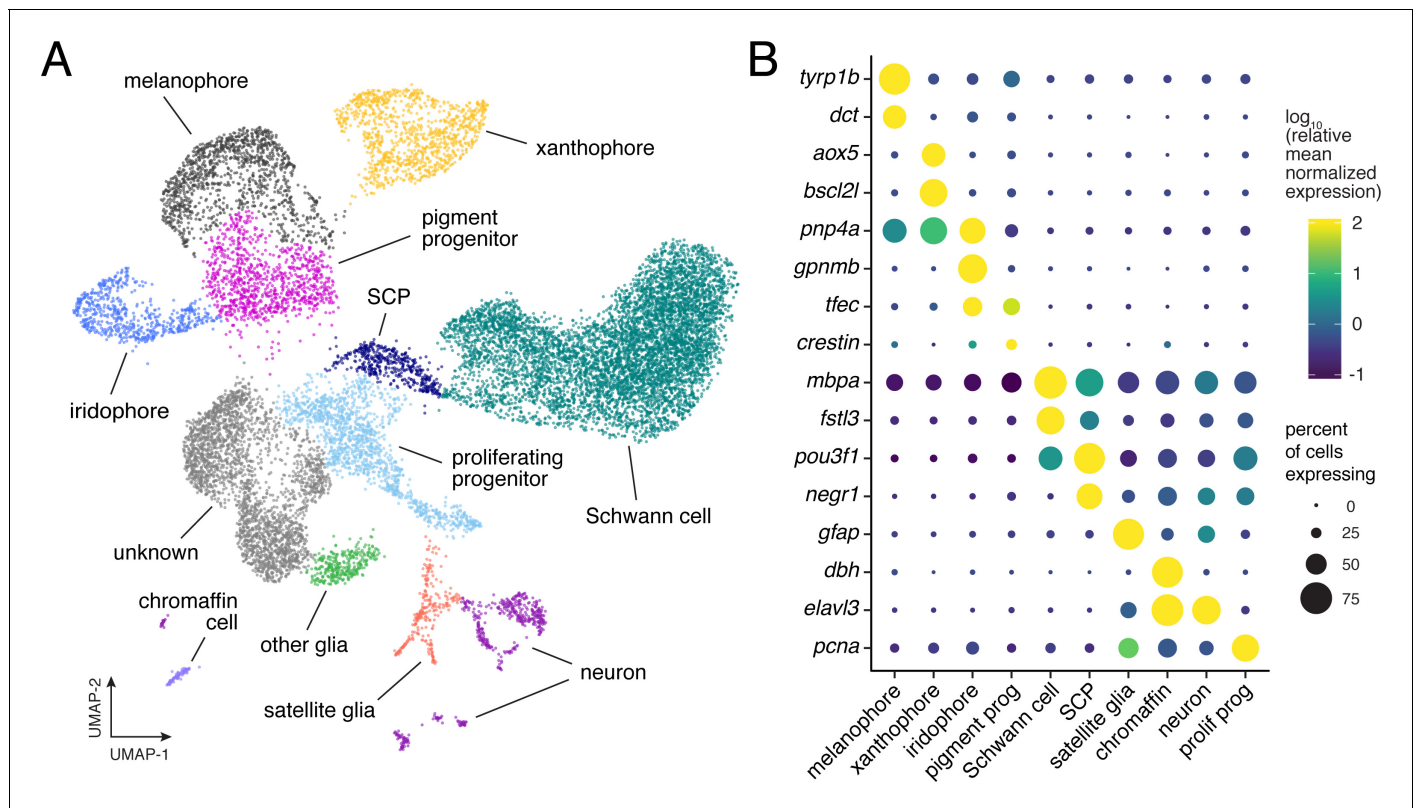 A
melanophore
xanthophore
pigment
progenitor
SCP
iridophore
proliferating
progenitor
Schwann cell
unknown
chromaffin
cell
other glia
neuron
satellite glia
UMAP-2
UMAP-1
B
tyrp1b
dct
aox5
bscl2l
pnp4a
gpnmb
tfec
crestin
mbpa
fstl3
pou3f1
negr1
gfap
dbh
elavl3
pcna
melanophore
xanthophore
iridophore
pigment prog
Schwann cell
SCP
satellite glia
chromaffin
neuron
prolif prog
log10
(relative
mean
normalized
expression)
2
1
0
-1
percent
of cells
expressing
0
25
50
75